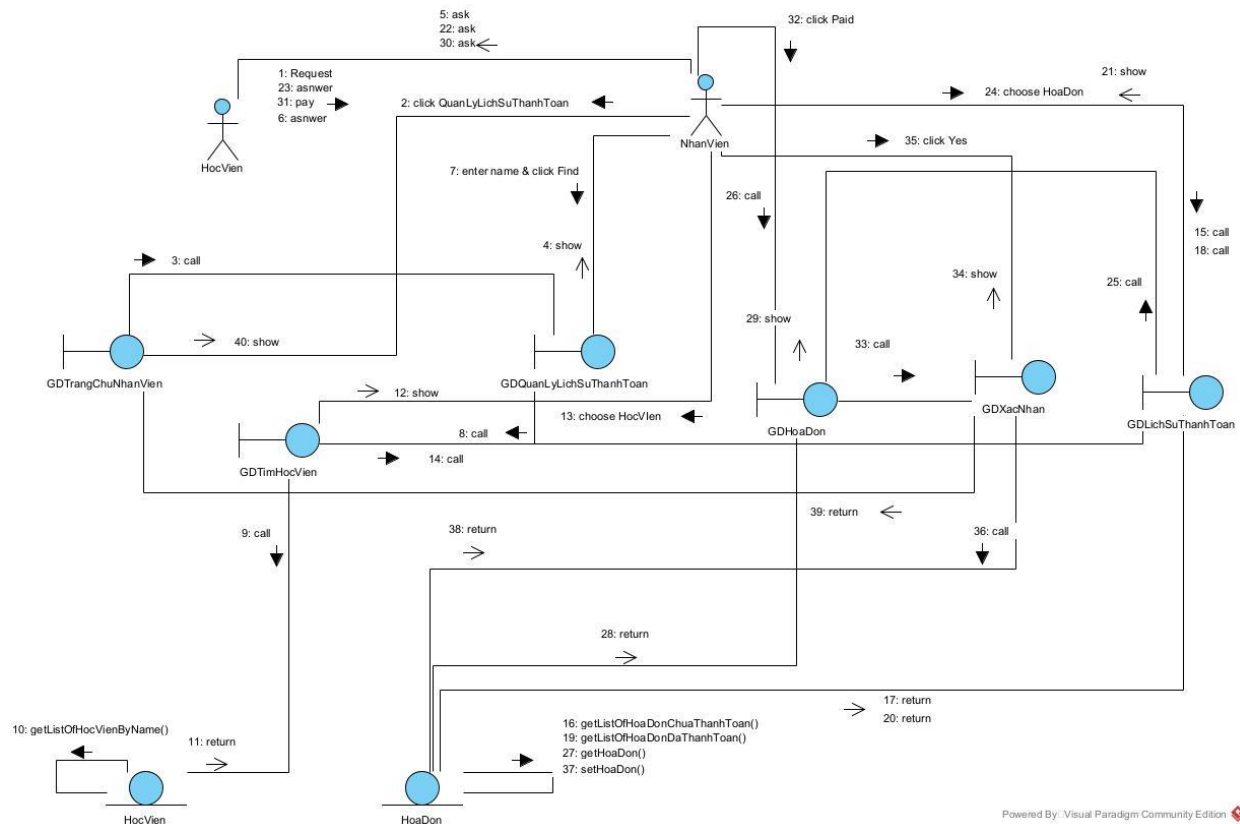 5: ask
22: ask
30: ask
32: click Paid
1: Request
23: asnwer
31: pay
6: asnwer
2: click QuanLyLichSuThanhToan
21: show
24: choose HoaDon
HocVien
NhanVien
35: click Yes
7: enter name & click Find
26: call
15: call
18: call
4: show
3: call
34: show
25: call
29: show
33: call
40: show
GDTrangChuNhanVien
GDQuanLyLichSuThanhToan
12: show
13: choose HocVIen
GDXacNhan
GDHoaDon
GDLichSuThanhToan
8: call
14: call
GDTimHocVien
39: return
9: call
38: return
36: call
28: return
17: return
20: return
10: getListOfHocVienByName()
11: return
16: getListOfHoaDonChuaThanhToan()
19: getListOfHoaDonDaThanhToan()
27: getHoaDon()
37: setHoaDon()
HocVien
HoaDon
Powered By Visual Paradigm Community Edition